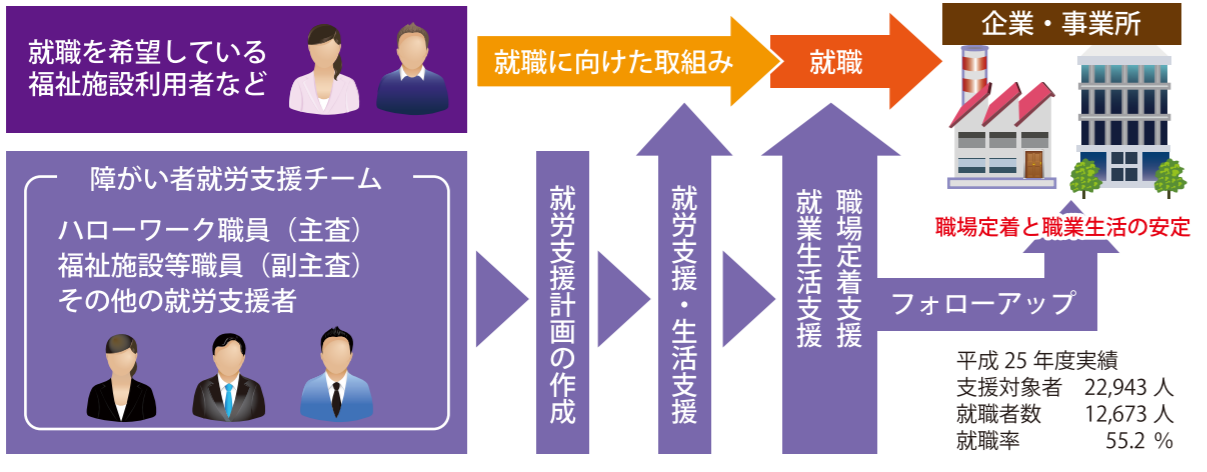 就職を希望している
福祉施設利用者など
就職に向けた取組み
就職
企業・事業所
障がい者就労支援チーム
ハローワーク職員（主査）
福祉施設等職員（副主査）
その他の就労支援者
就労支援計画の作成
就労支援・生活支援
職場定着支援
就業生活支援
フォローアップ
職場定着と職業生活の安定
平成 25 年度実績
支援対象者 22,943 人
就職者数 12,673 人
就職率 55.2 %